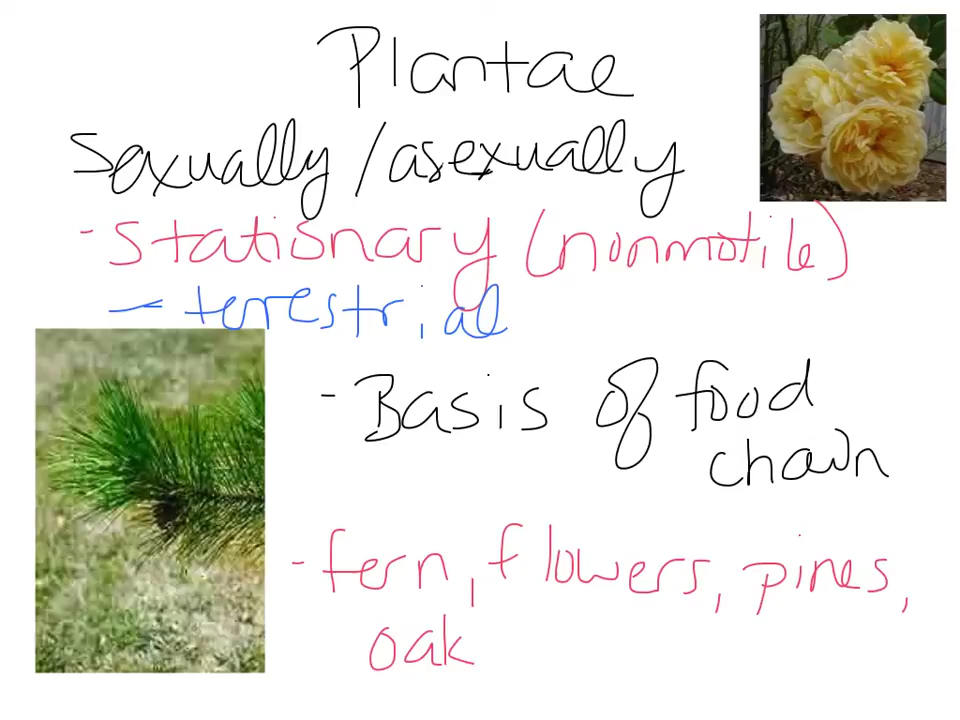 Plantae
Sexually/asexually
- Stationary (nonmotile)
- terrestrial
- Basis of food
chain
- fern, flowers, pines,
oak